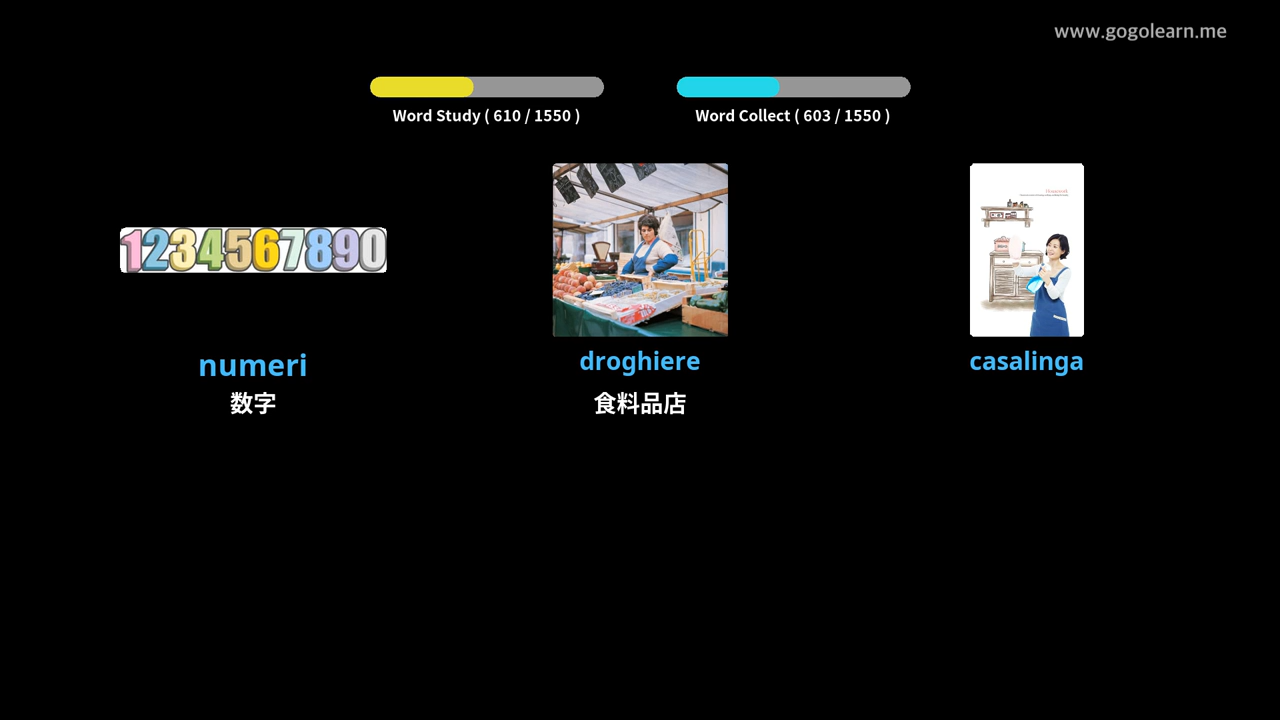 www.gogolearn.me
Word Study ( 610 / 1550 )
Word Collect ( 603 / 1550 )
1234567890
numeri
数字
droghiere
食料品店
casalinga